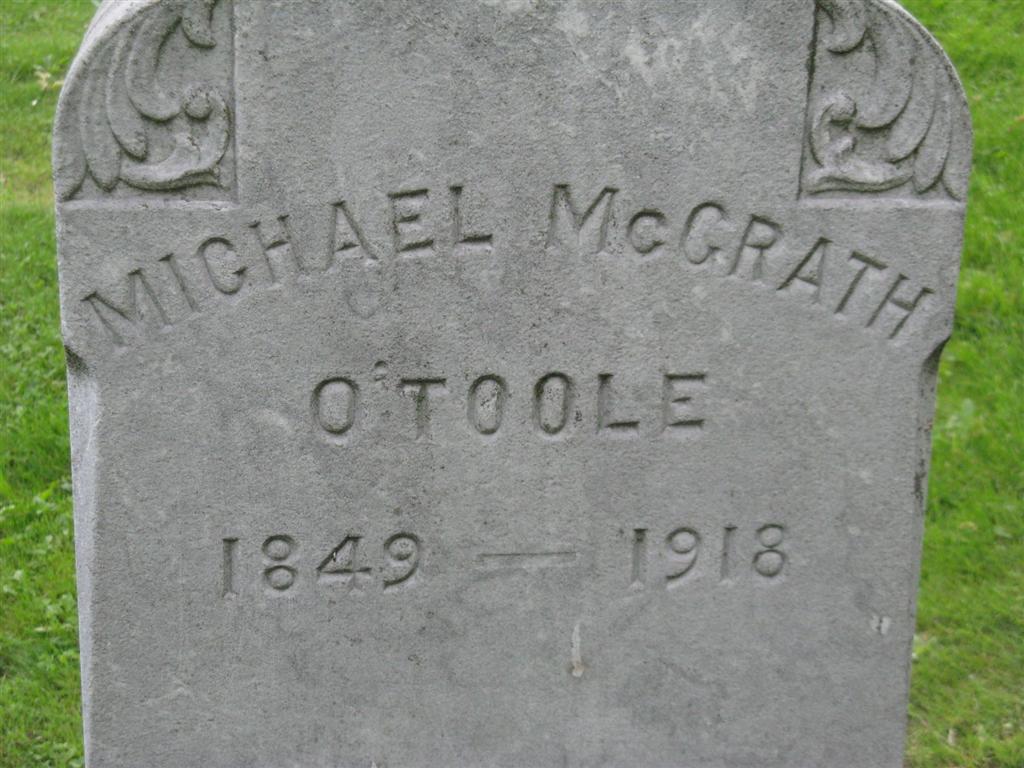 MICHAEL McGRATH
O'TOOLE
1849 — 1918